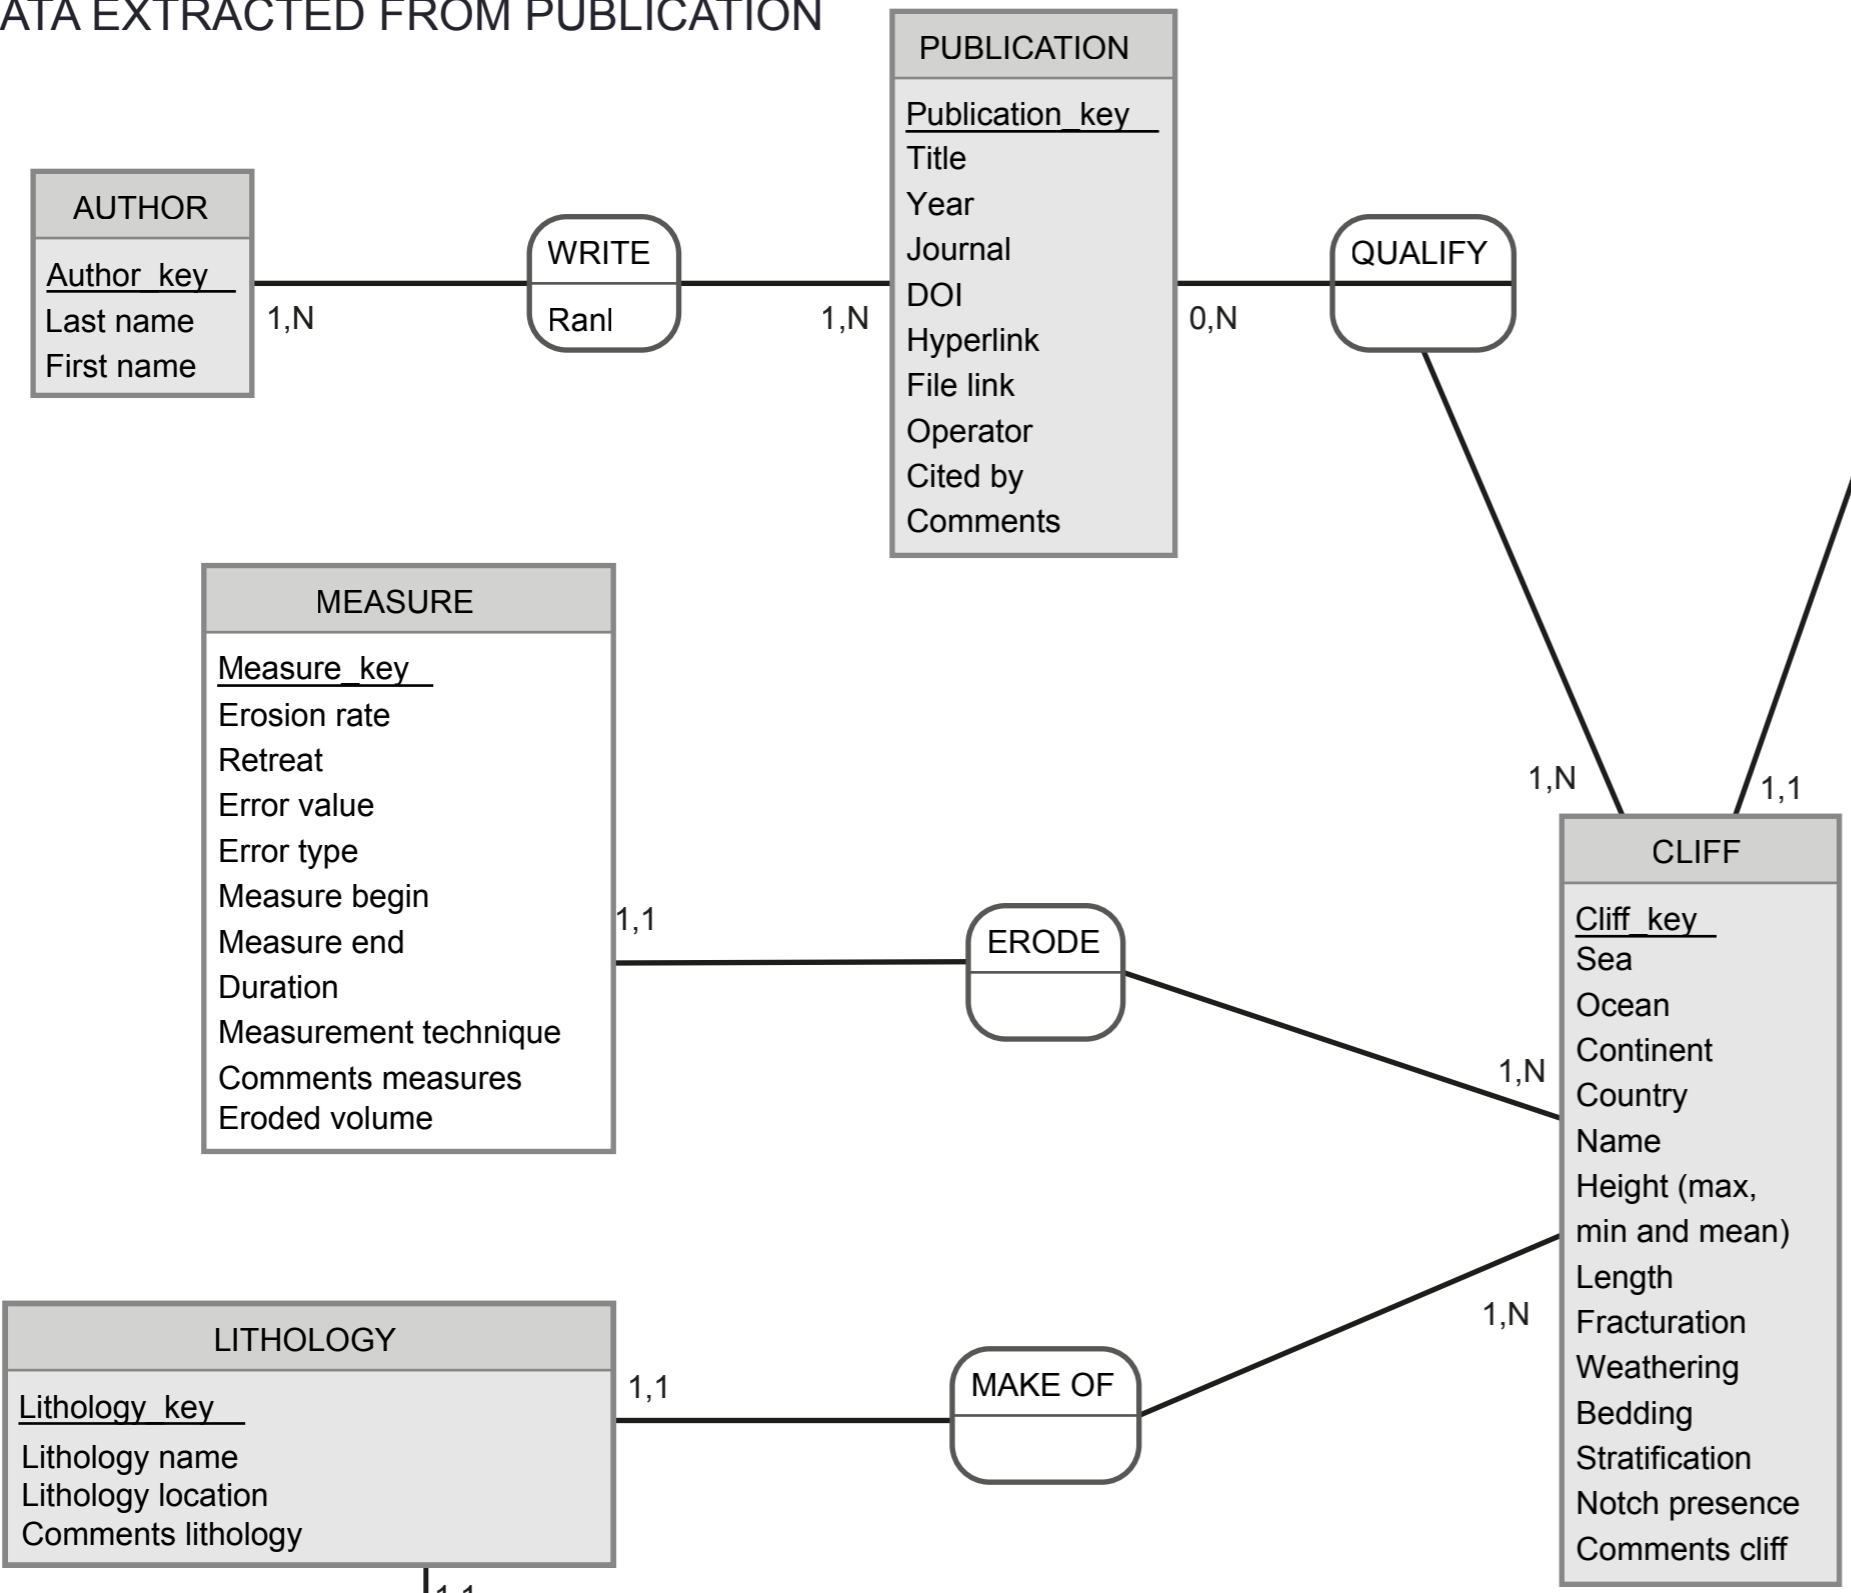 ATA EXTRACTED FROM PUBLICATION
PUBLICATION
Publication_key
Title
Year
Journal
DOI
Hyperlink
File link
Operator
Cited by
Comments
AUTHOR
Author_key
Last name
First name
1,N
WRITE
Ranl
1,N
0,N
QUALIFY
1,N
1,1
MEASURE
Measure_key
Erosion rate
Retreat
Error value
Error type
Measure begin
Measure end
Duration
Measurement technique
Comments measures
Eroded volume
1,1
ERODE
1,N
CLIFF
Cliff_key
Sea
Ocean
Continent
Country
Name
Height (max,
min and mean)
Length
Fracturation
Weathering
Bedding
Stratification
Notch presence
Comments cliff
LITHOLOGY
Lithology_key
Lithology name
Lithology location
Comments lithology
1,1
MAKE OF
1,N
1,1